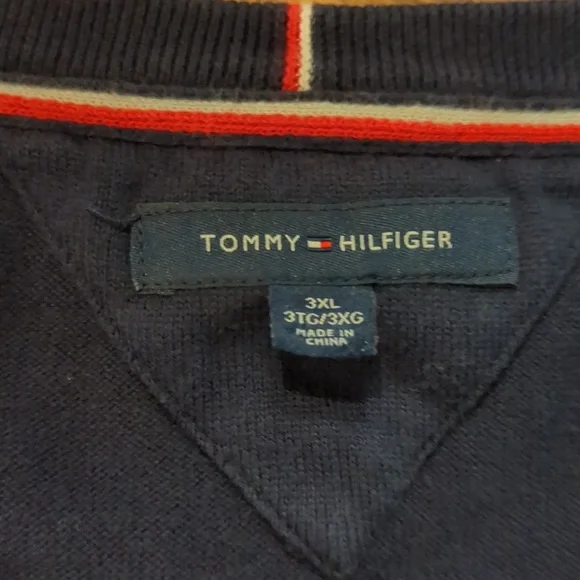 TOMMY HILFIGER
3XL
3TG/3XG
MADE IN
CHINA